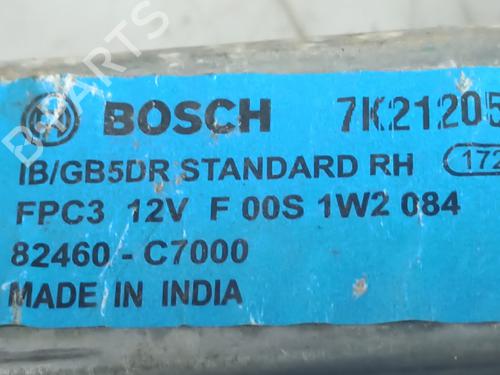 BOSCH 7K21205
IB/GB5DR STANDARD RH 172
FPC3 12V F 00S 1W2 084
82460 - C7000
MADE IN INDIA